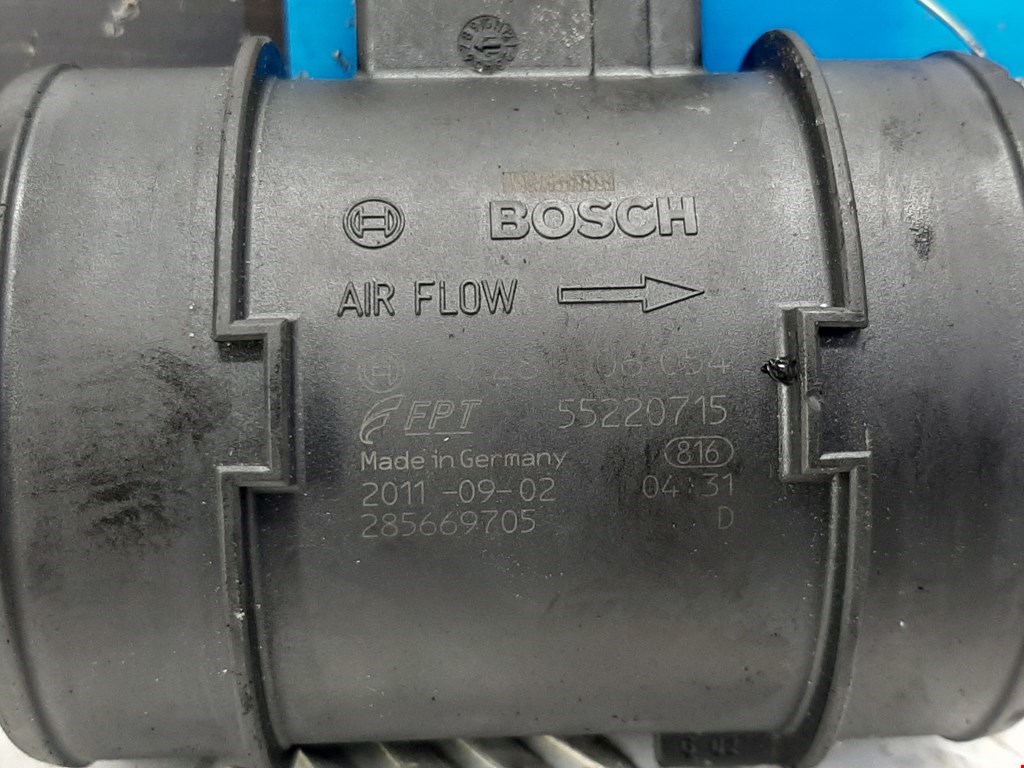 BOSCH
AIR FLOW
FPT 55220715
Made in Germany 816
2011-09-02 04:31
285669705 D